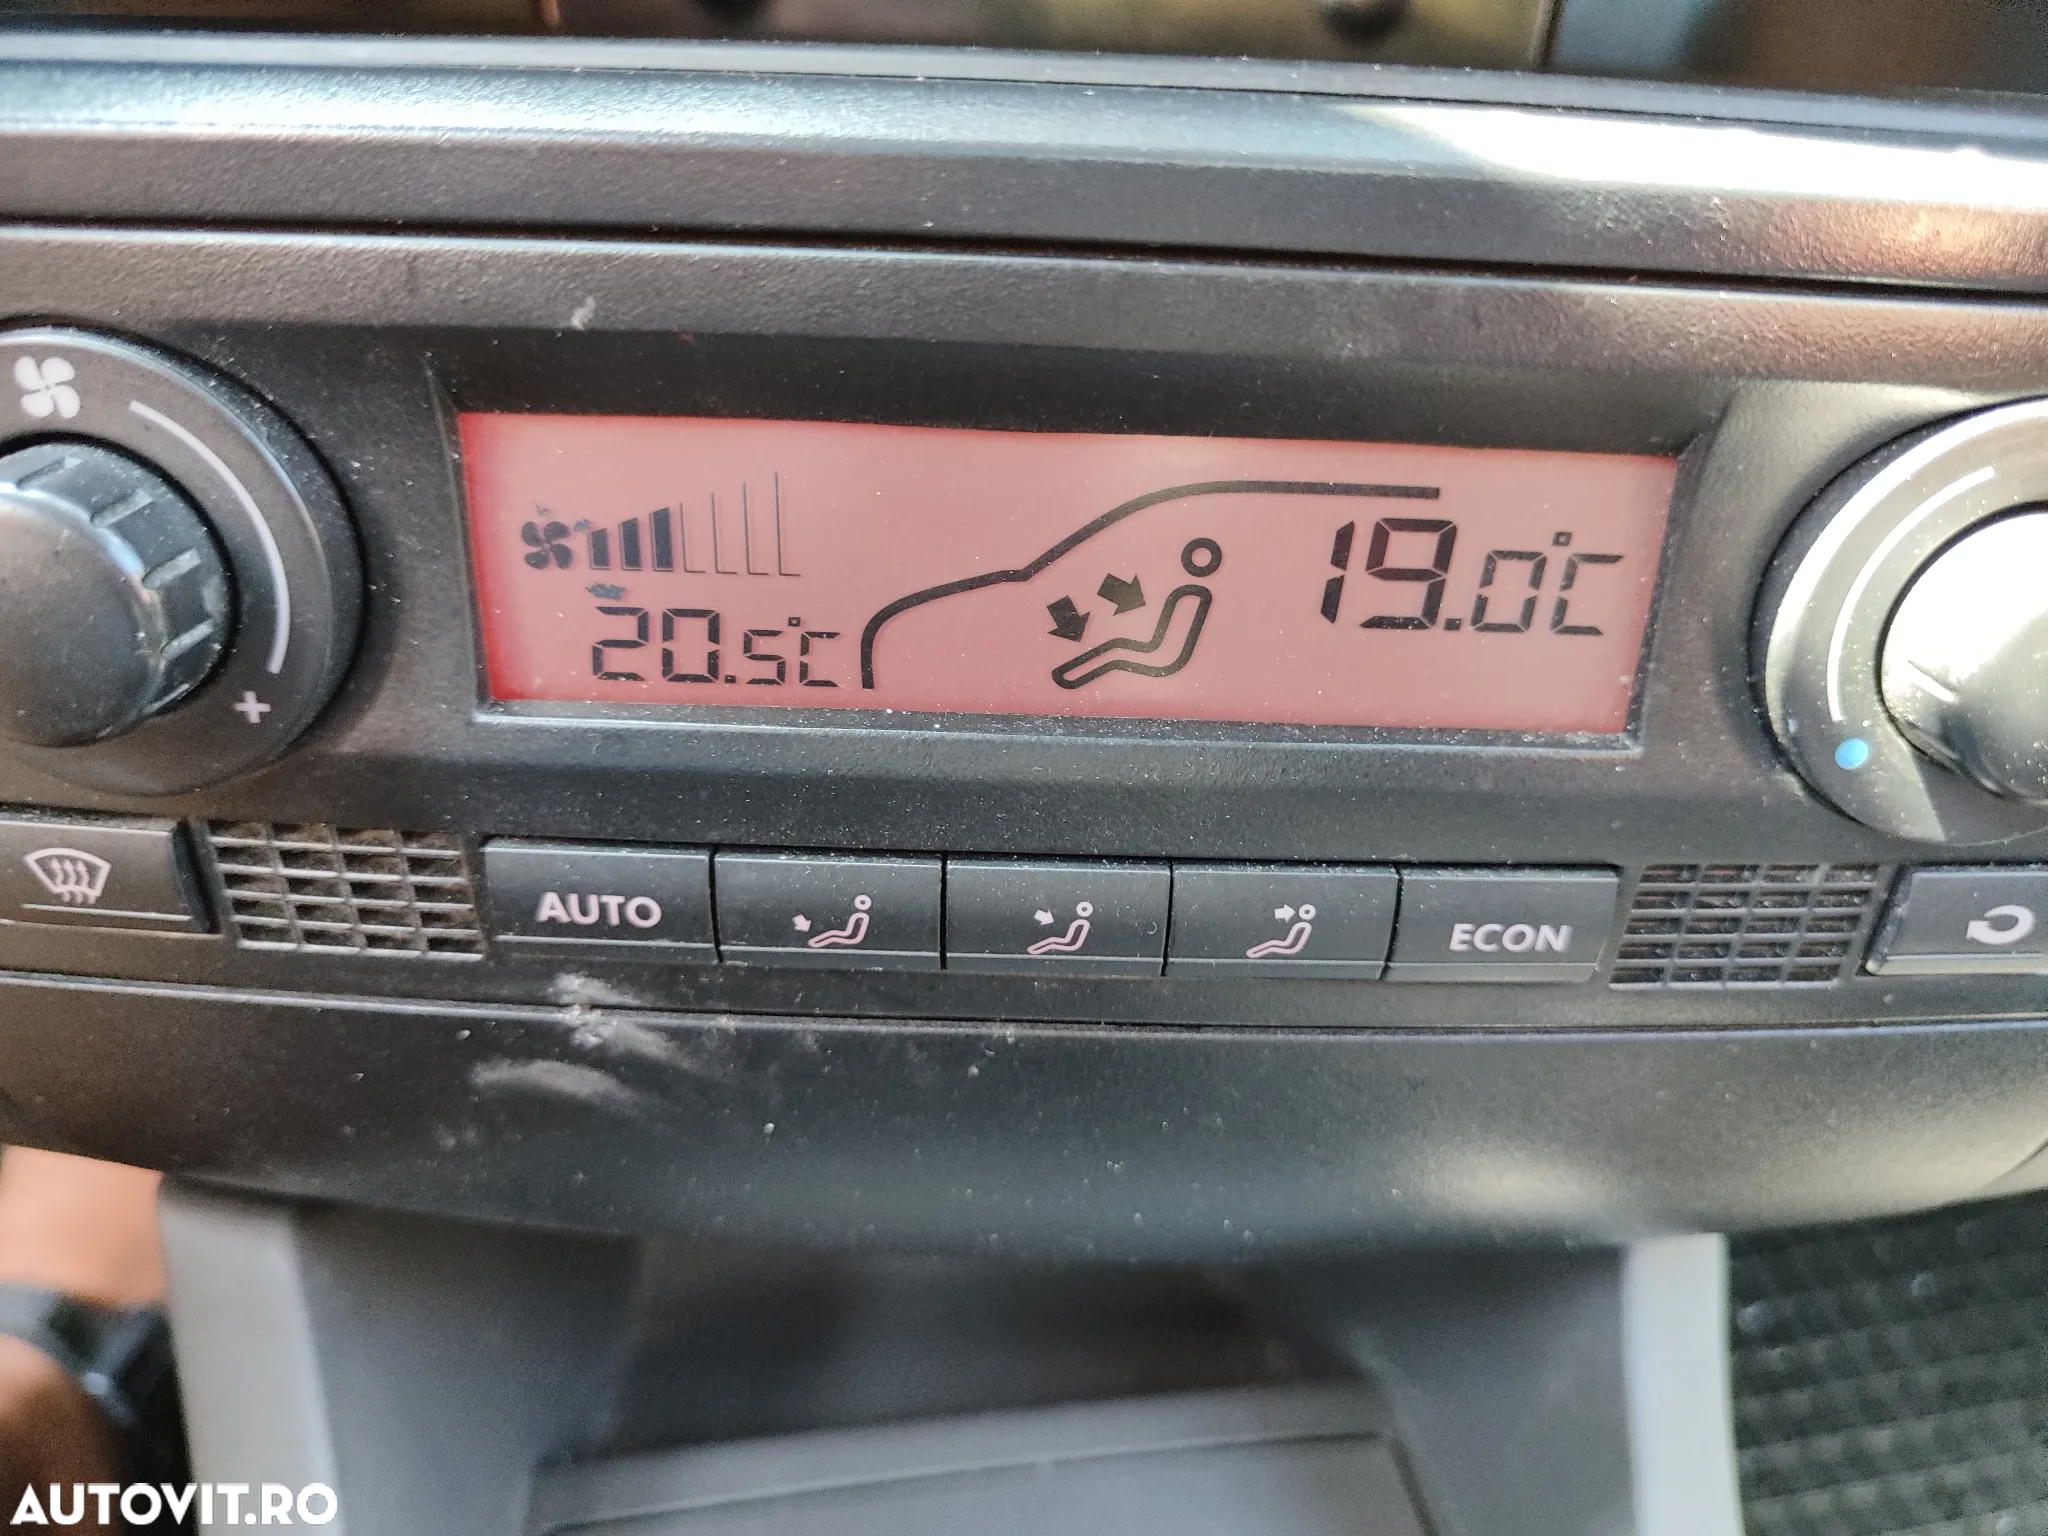 20.5°C
19.0°C
+
AUTO
ECON
AUTOVIT.RO